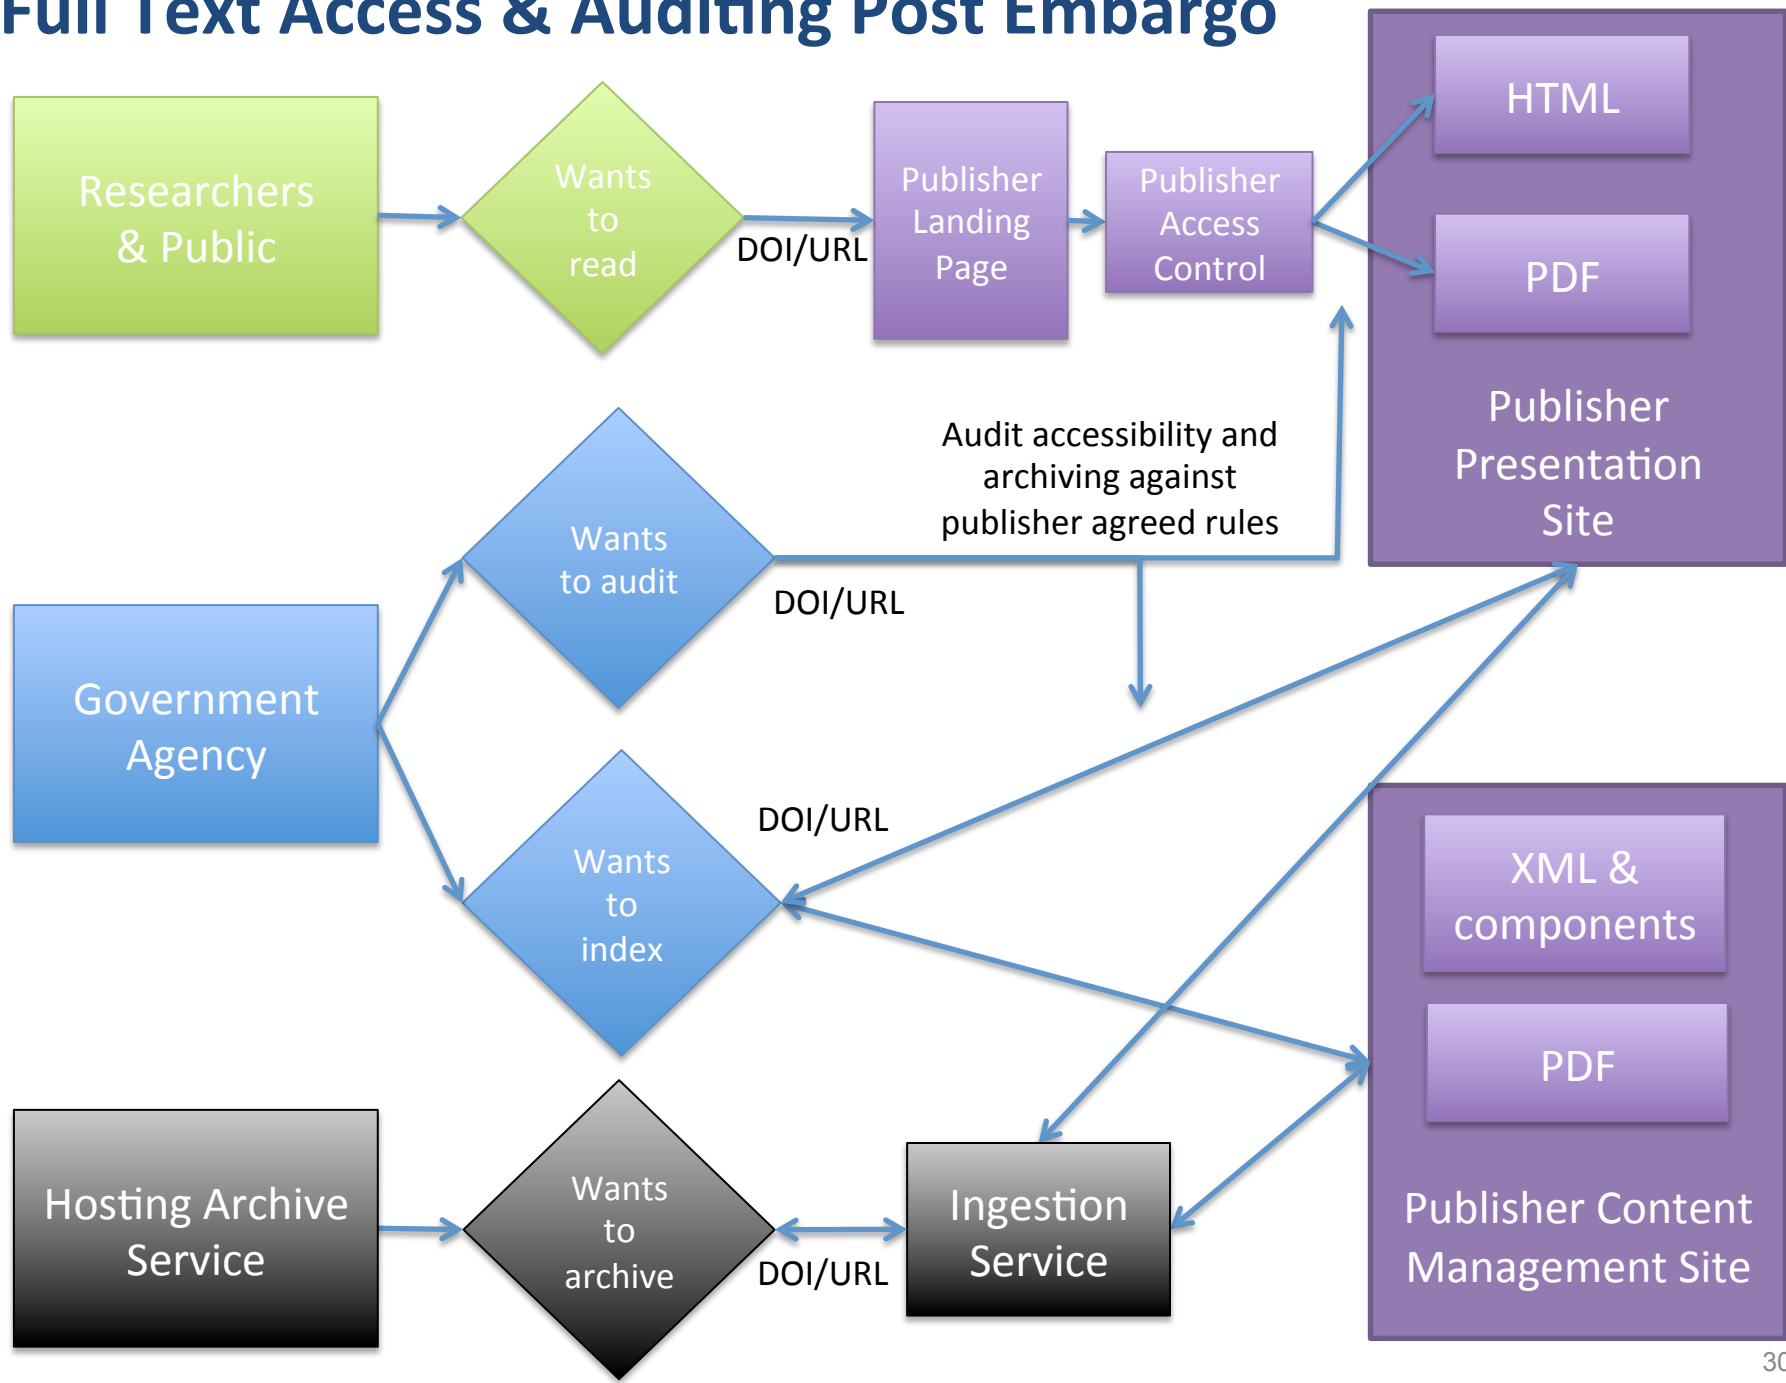 Full Text Access & Auditing Post Embargo
Researchers
& Public
Wants
to
read
DOI/URL
Publisher
Landing
Page
Publisher
Access
Control
HTML
PDF
Publisher
Presentation
Site
Government
Agency
Wants
to audit
DOI/URL
Audit accessibility and
archiving against
publisher agreed rules
Wants
to
index
DOI/URL
XML &
components
PDF
Publisher Content
Management Site
Hosting Archive
Service
Wants
to
archive
DOI/URL
Ingestion
Service
30